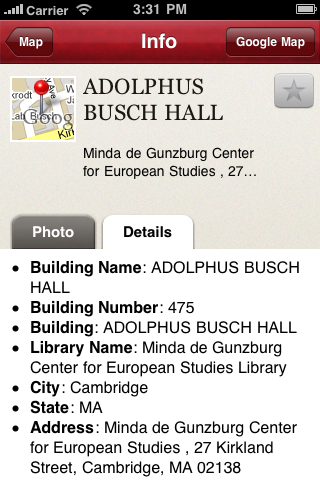 Carrier 3:31 PM
Map Info Google Map
ADOLPHUS
BUSCH HALL
Minda de Gunzburg Center
for European Studies , 27...
Photo Details
• Building Name: ADOLPHUS BUSCH
HALL
• Building Number: 475
• Building: ADOLPHUS BUSCH HALL
• Library Name: Minda de Gunzburg
Center for European Studies Library
• City: Cambridge
• State: MA
• Address: Minda de Gunzburg Center
for European Studies , 27 Kirkland
Street, Cambridge, MA 02138